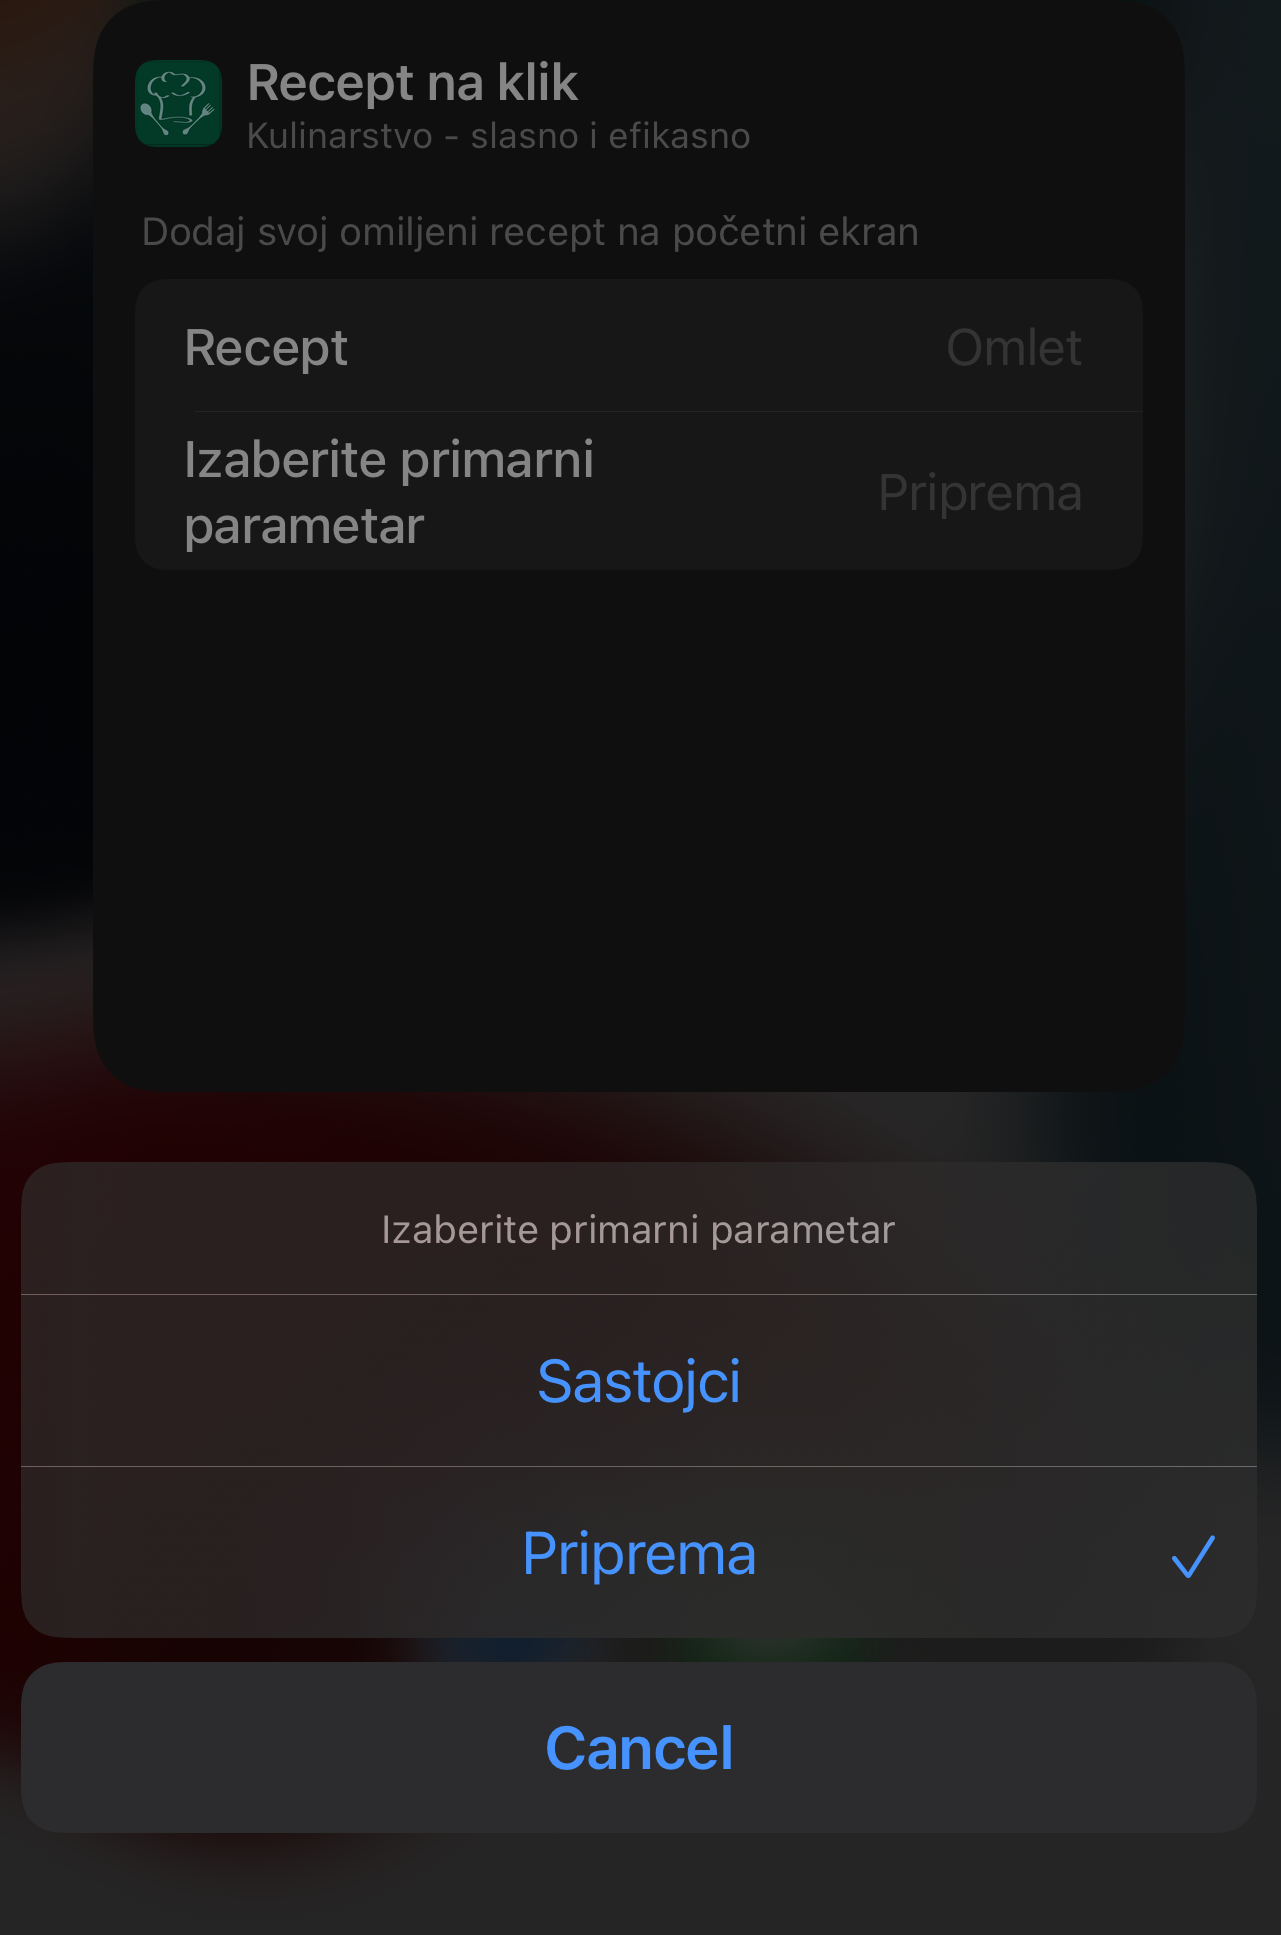 Recept na klik
Kulinarstvo - slasno i efikasno
Dodaj svoj omiljeni recept na početni ekran
Recept
Omlet
Izaberite primarni
parametar
Priprema
Izaberite primarni parametar
Sastojci
Priprema
Cancel